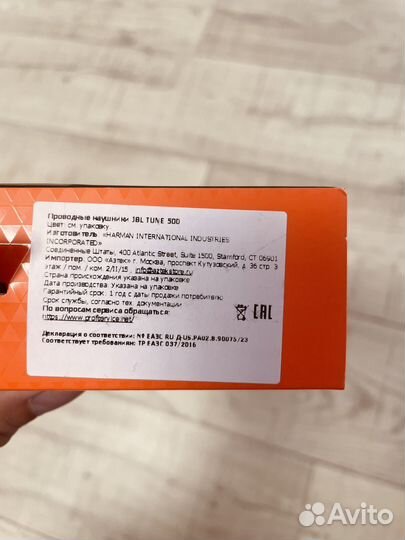 Проводные наушники JBL TUNE 500
Цвет: см. упаковку
Изготовитель: «HARMAN INTERNATIONAL INDUSTRIES
INCORPORATED»
Соединенные Штаты, 400 Atlantic Street, Suite 1500, Stamford, CT 06901
Импортер: ООО «Азтек» г. Москва, проспект Кутузовский, д 36 стр. 3
этаж / пом. / ком. 2/II/15, info@aztekstore.ru
Страна происхождения указана на упаковке
Дата производства: Указана на упаковке
Гарантийный срок: 1 год с даты продажи потребителю
Срок службы, согласно тех. документации
По вопросам сервиса обращаться:
https://www.profservice.net/
EAC
Декларация о соответствии: № ЕАЭС RU Д-US.РА02.В.90075/23
Соответствует требованиям: ТР ЕАЭС 037/2016
Avito